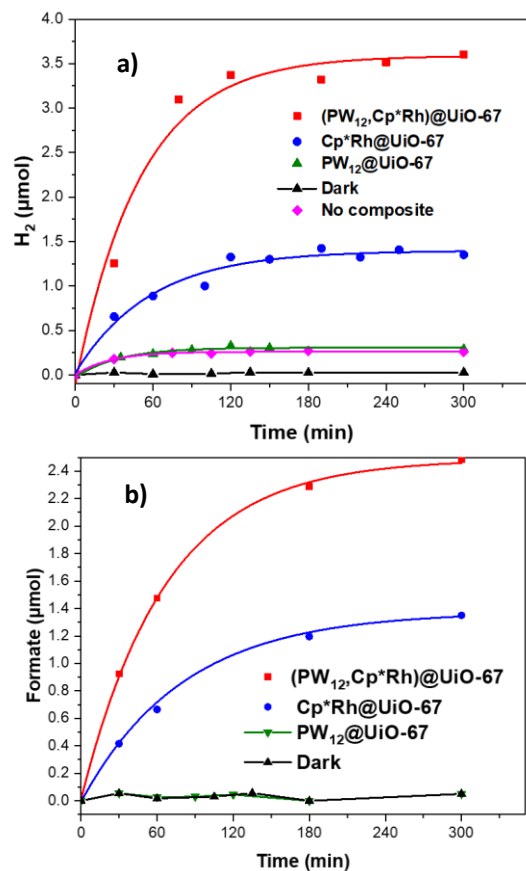 a)
4.0
3.5
3.0
2.5
2.0
1.5
1.0
0.5
0.0
H₂ (μmol)
(PW₁₂,Cp*Rh)@UiO-67
Cp*Rh@UiO-67
PW₁₂@UiO-67
Dark
No composite
0 60 120 180 240 300
Time (min)
b)
2.4
2.2
2.0
1.8
1.6
1.4
1.2
1.0
0.8
0.6
0.4
0.2
0.0
Formate (μmol)
(PW₁₂,Cp*Rh)@UiO-67
Cp*Rh@UiO-67
PW₁₂@UiO-67
Dark
0 60 120 180 240 300
Time (min)